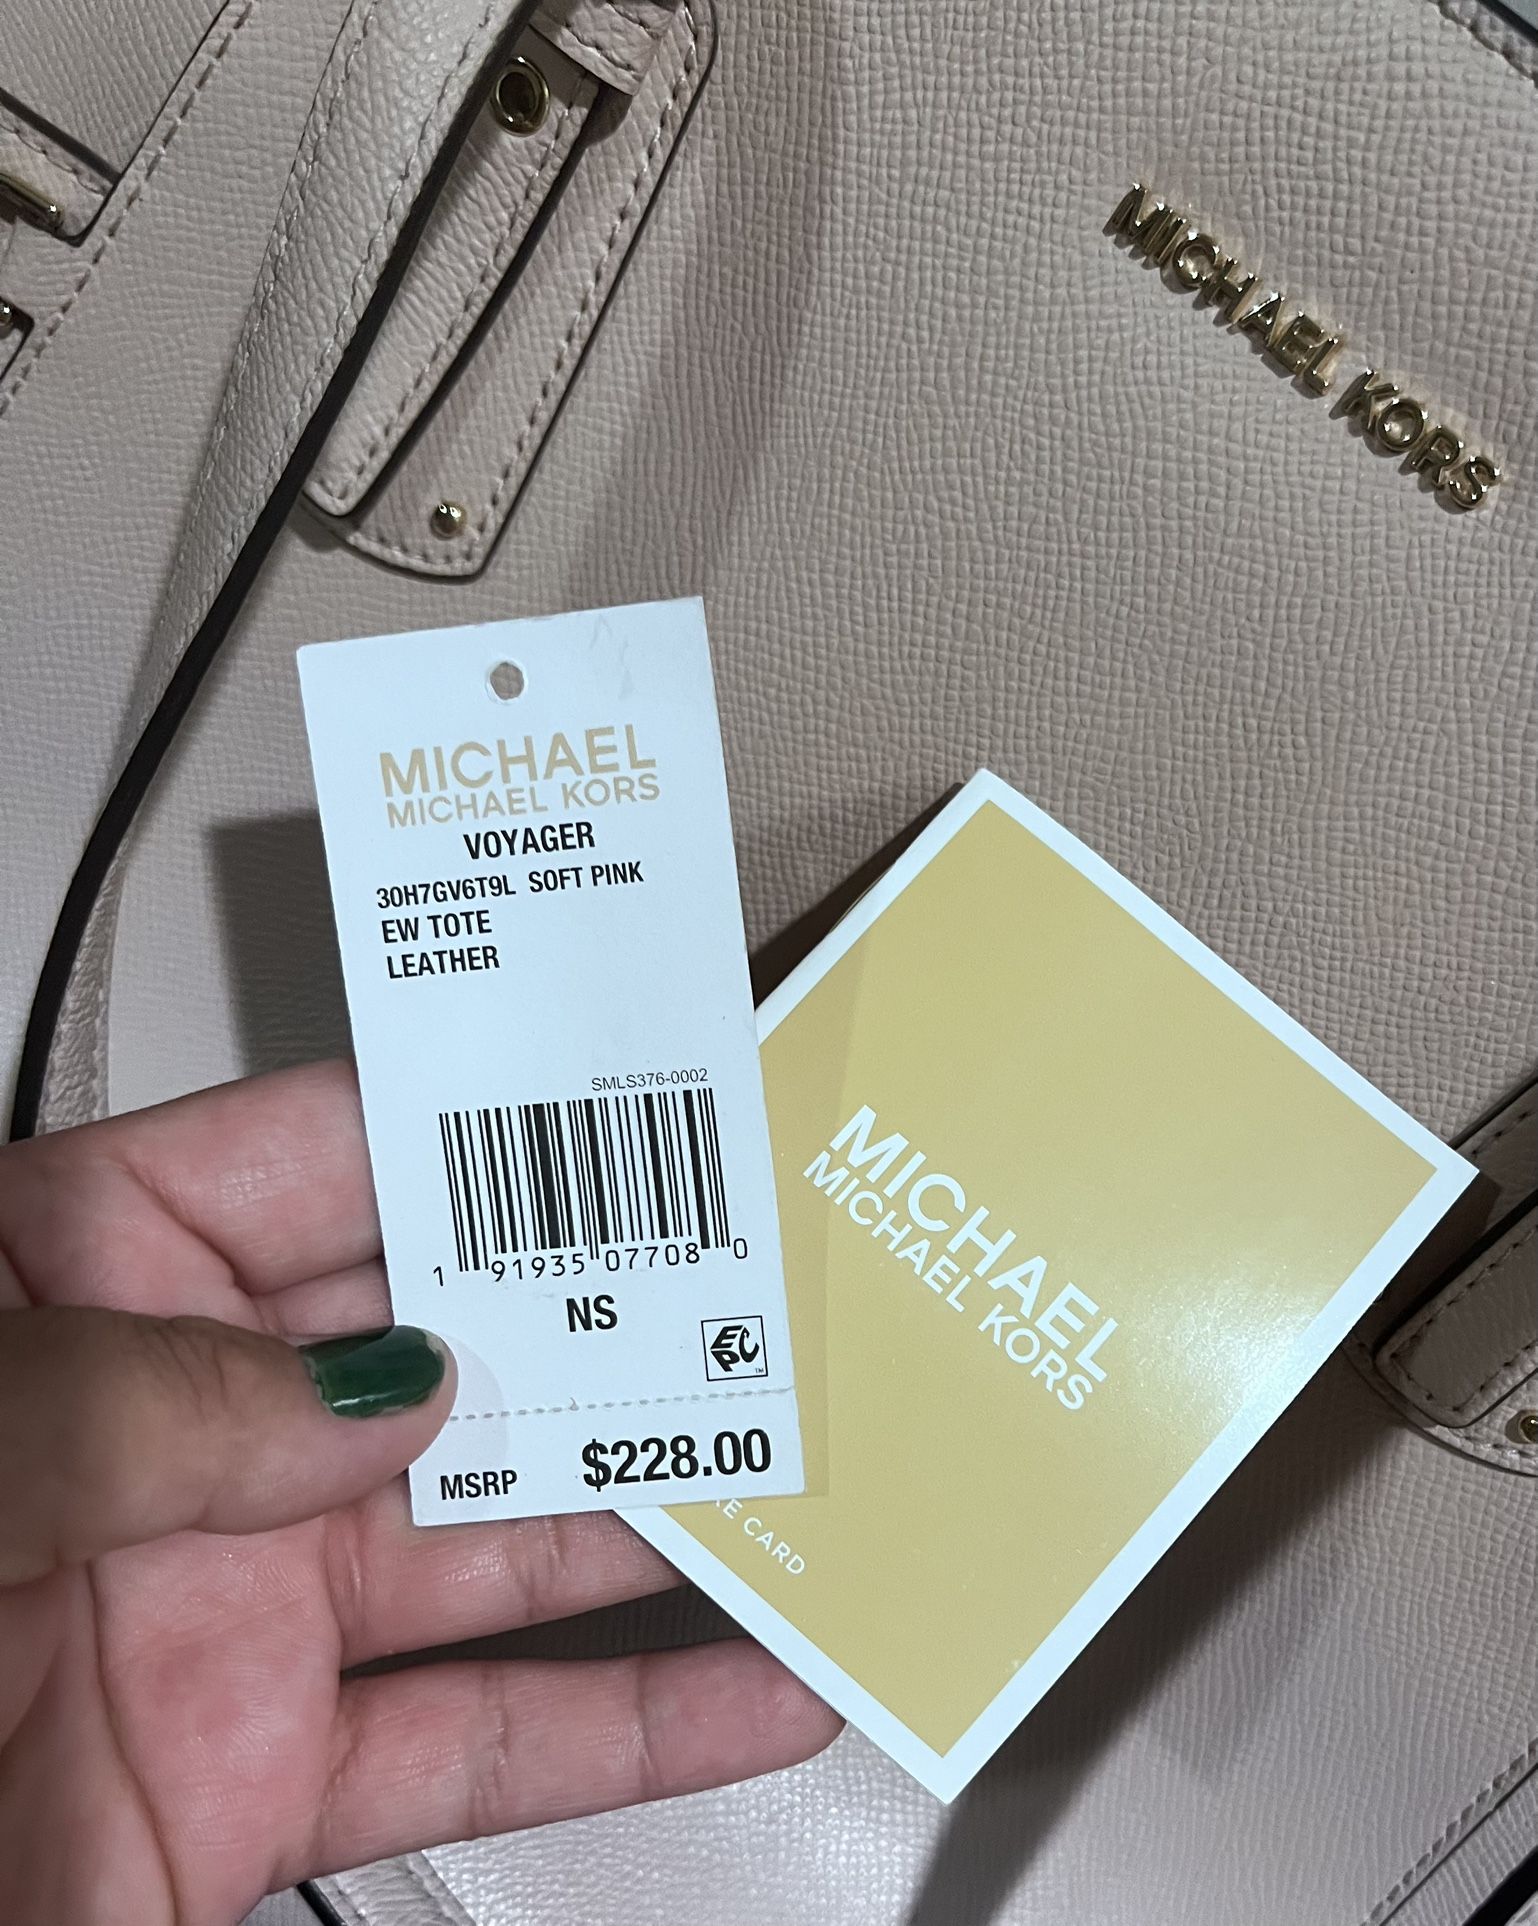 MICHAEL KORS
MICHAEL
MICHAEL KORS
VOYAGER
30H7GV6T9L SOFT PINK
EW TOTE
LEATHER
SMLS376-0002
1 91935 07708 0
NS
EPC
TM
MSRP $228.00
MICHAEL
MICHAEL KORS
CARD